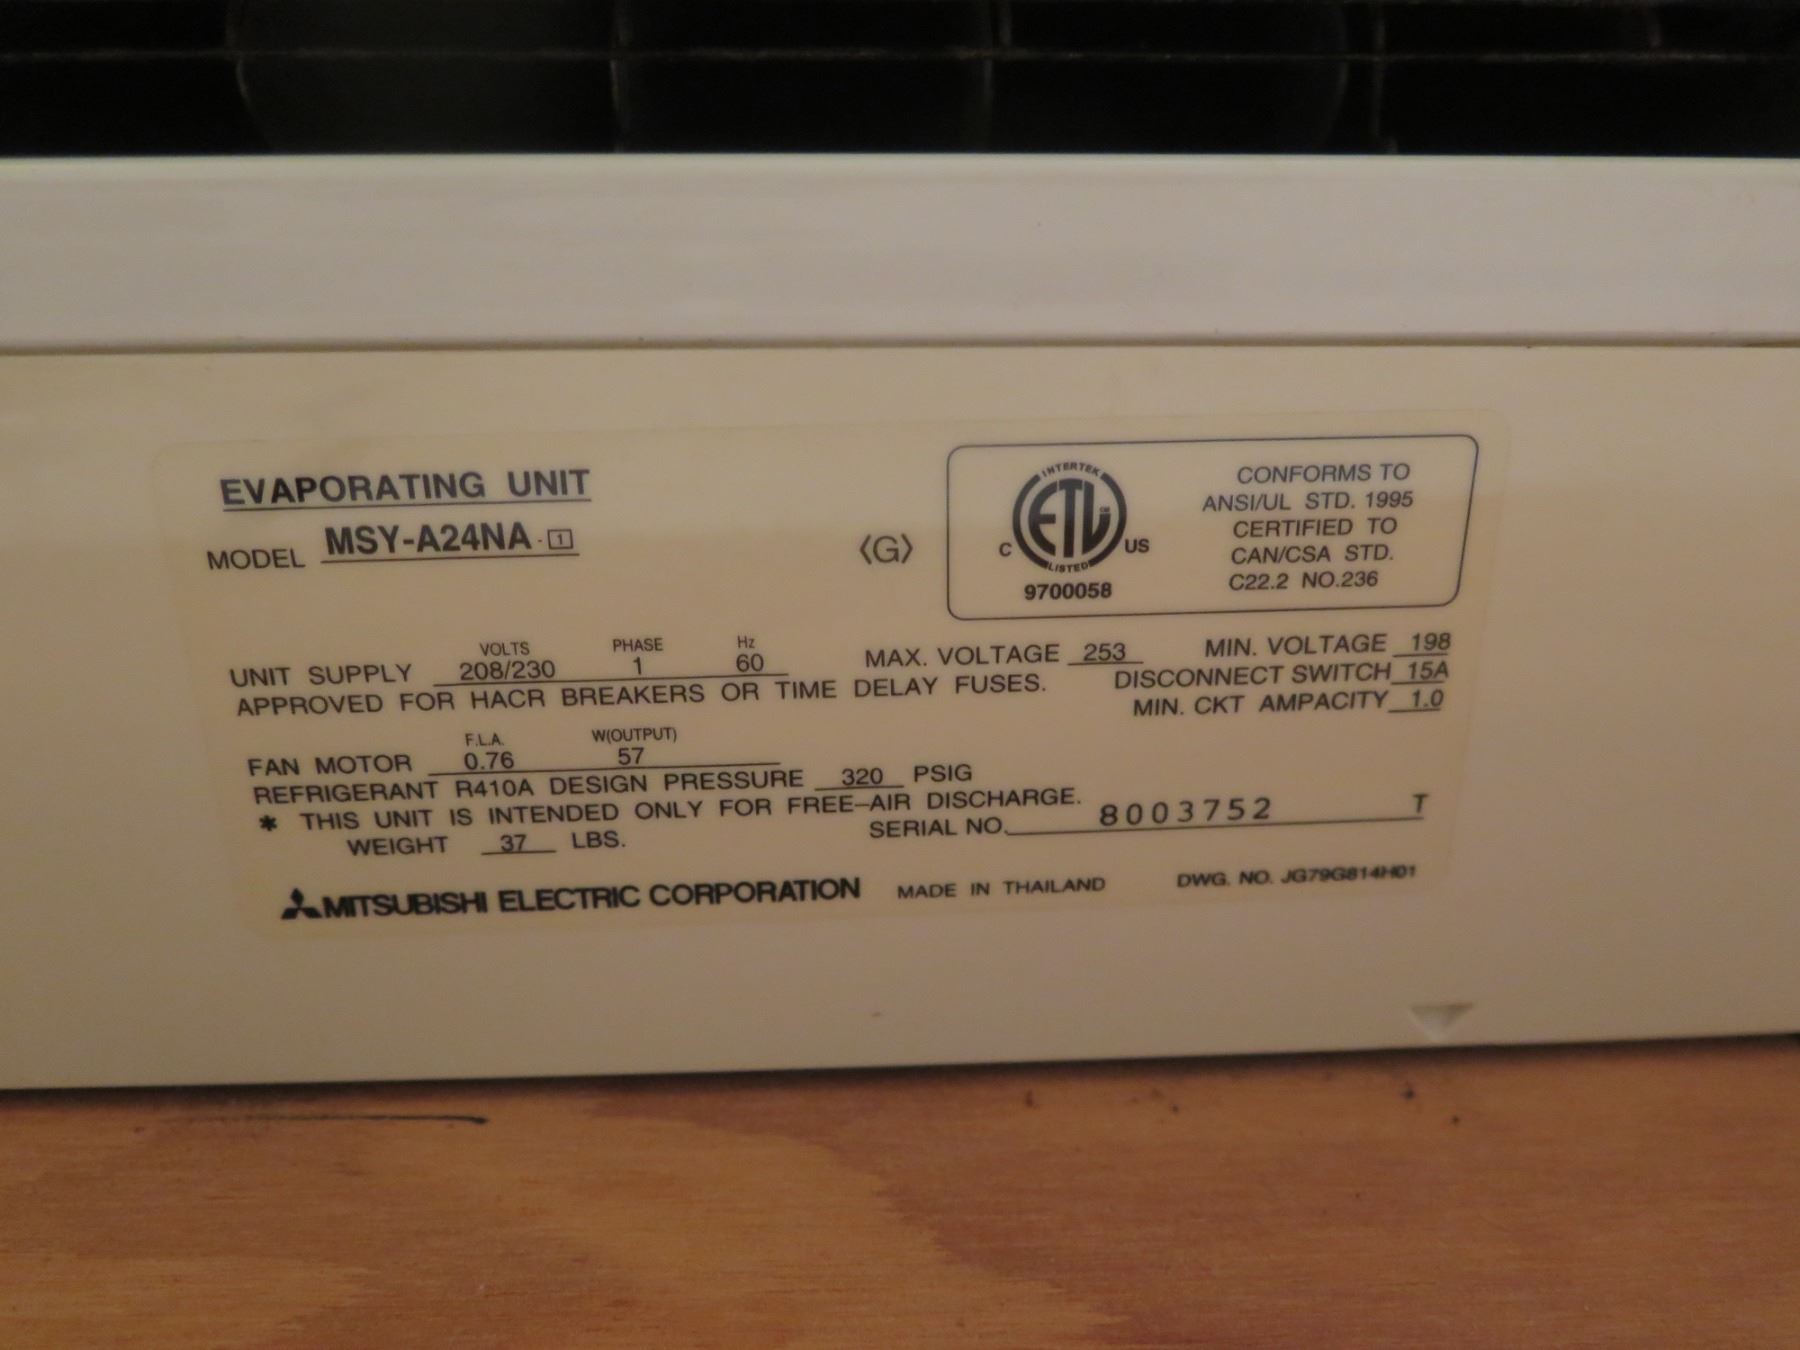 EVAPORATING UNIT
MODEL MSY-A24NA - 1
〈G〉
INTERTEK
ETL CM
C US
LISTED
9700058
CONFORMS TO
ANSI/UL STD. 1995
CERTIFIED TO
CAN/CSA STD.
C22.2 NO.236
VOLTS PHASE Hz
UNIT SUPPLY 208/230 1 60 MAX. VOLTAGE 253 MIN. VOLTAGE 198
APPROVED FOR HACR BREAKERS OR TIME DELAY FUSES. DISCONNECT SWITCH 15A
MIN. CKT AMPACITY 1.0
F.L.A. W(OUTPUT)
FAN MOTOR 0.76 57
REFRIGERANT R410A DESIGN PRESSURE 320 PSIG
* THIS UNIT IS INTENDED ONLY FOR FREE-AIR DISCHARGE.
WEIGHT 37 LBS. SERIAL NO. 8003752 T
MITSUBISHI ELECTRIC CORPORATION MADE IN THAILAND DWG. NO. JG79G814H01